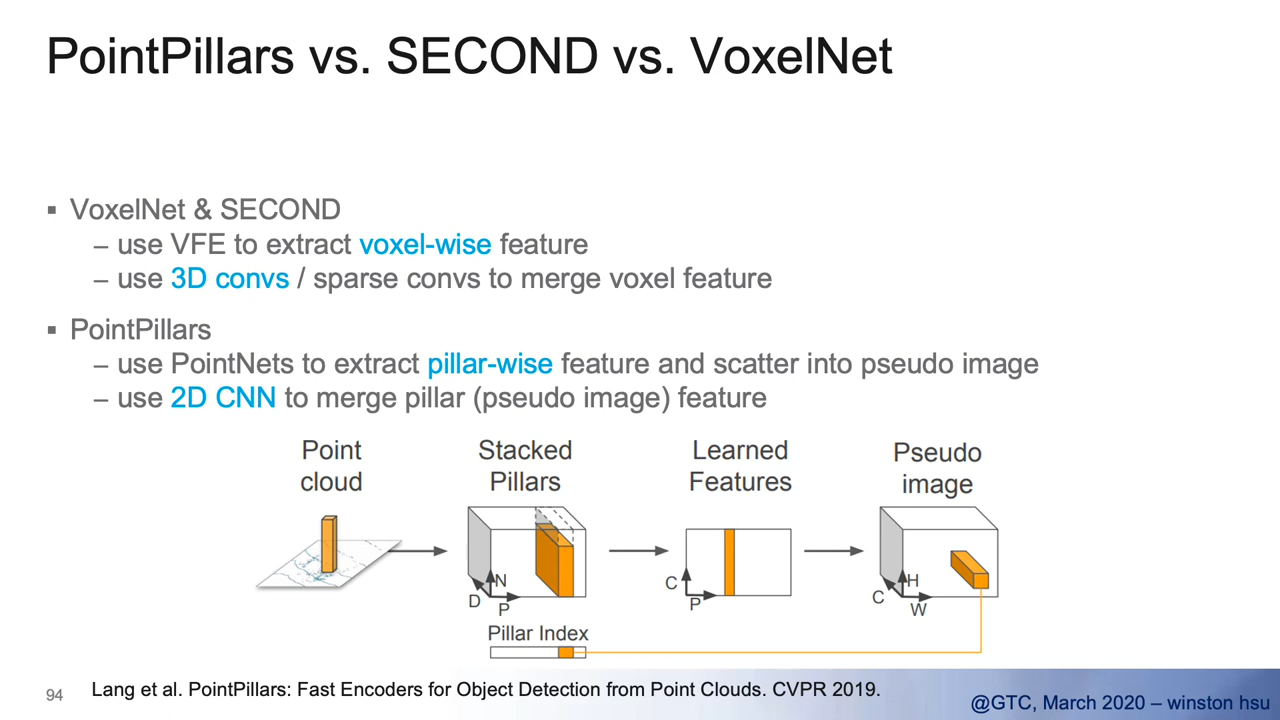 PointPillars vs. SECOND vs. VoxelNet
▪ VoxelNet & SECOND
– use VFE to extract voxel-wise feature
– use 3D convs / sparse convs to merge voxel feature
▪ PointPillars
– use PointNets to extract pillar-wise feature and scatter into pseudo image
– use 2D CNN to merge pillar (pseudo image) feature
Point
cloud
Stacked
Pillars
Learned
Features
Pseudo
image
N
D
P
C
P
H
C
W
Pillar Index
94
Lang et al. PointPillars: Fast Encoders for Object Detection from Point Clouds. CVPR 2019.
@GTC, March 2020 – winston hsu